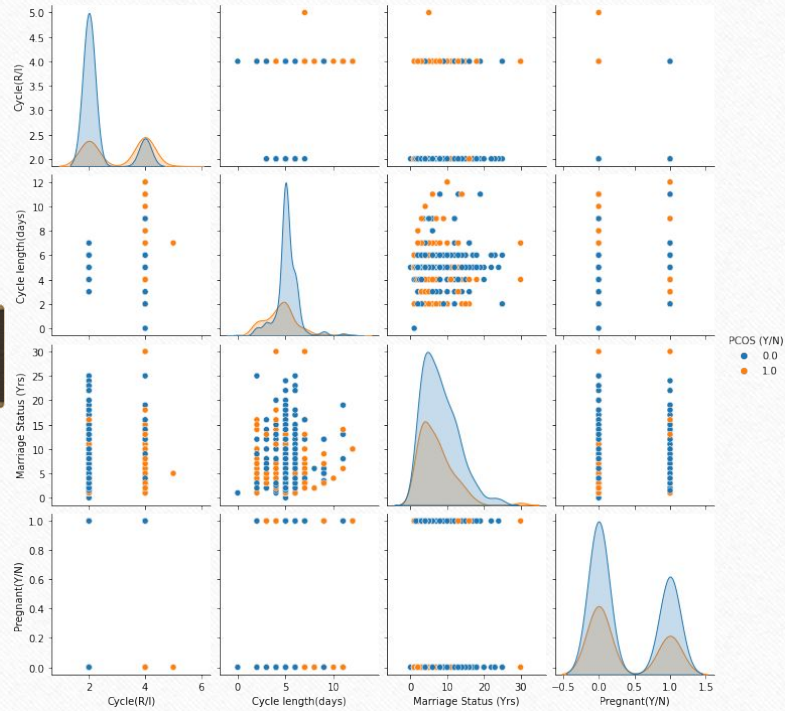 5.0
4.5
4.0
3.5
3.0
2.5
2.0
Cycle(R/I)
12
10
8
6
4
2
0
Cycle length(days)
30
25
20
15
10
5
0
Marrraige Status (Yrs)
1.0
0.8
0.6
0.4
0.2
0.0
Pregnant(Y/N)
2 4 6
Cycle(R/I)
0 5 10
Cycle length(days)
0 10 20 30
Marraige Status (Yrs)
−0.5 0.0 0.5 1.0 1.5
Pregnant(Y/N)
PCOS (Y/N)
0.0
1.0